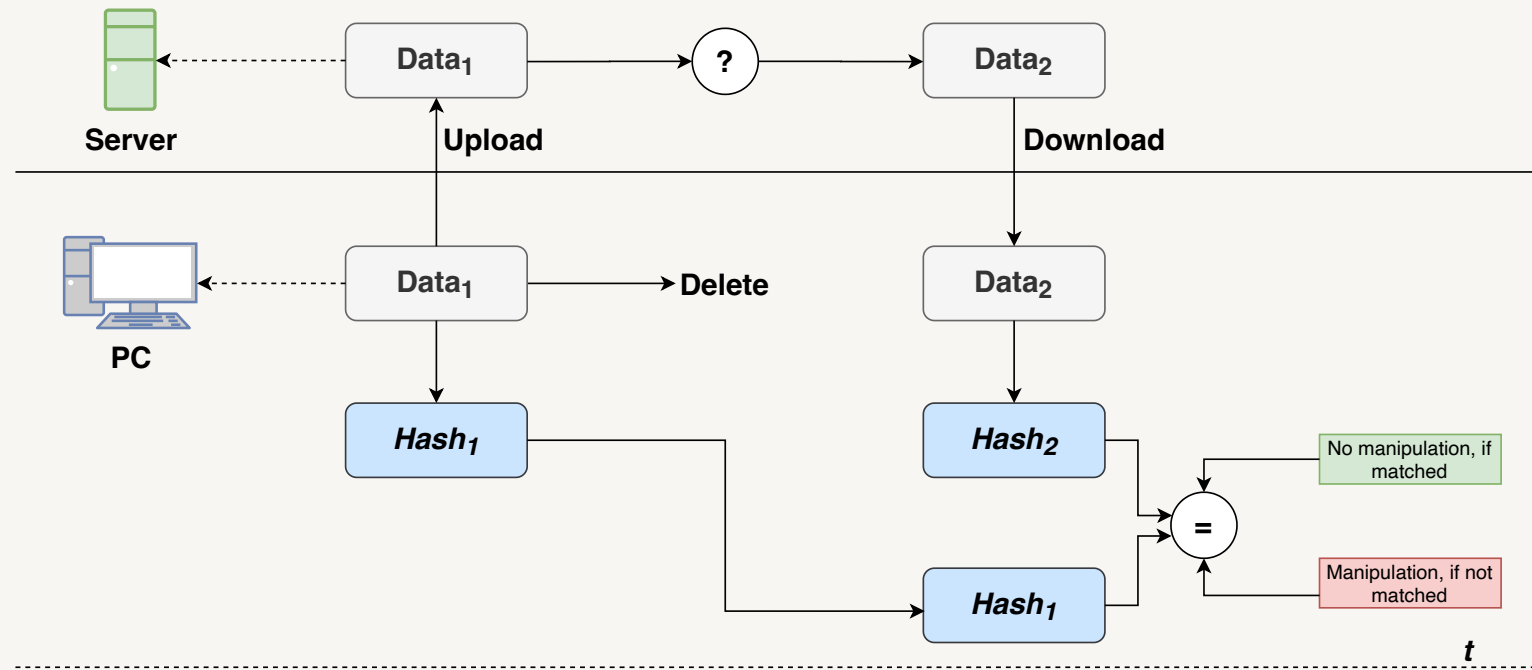 Data₁
?
Data₂
Server
Upload
Download
Data₁
Delete
Data₂
PC
Hash₁
Hash₂
No manipulation, if
matched
=
Manipulation, if not
matched
Hash₁
t